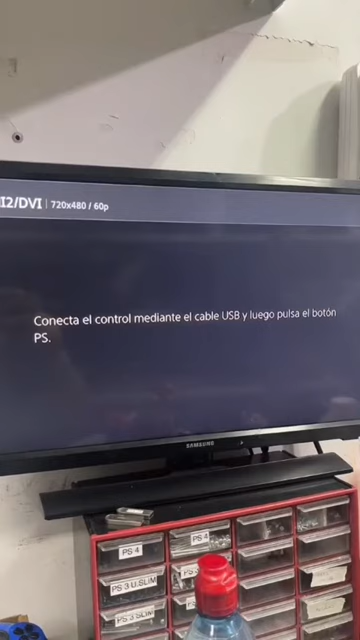 I2/DVI | 720x480 / 60p
Conecta el control mediante el cable USB y luego pulsa el botón
PS.
SAMSUNG
PS 4
PS 4
PS 3 U.SLIM
PS 3 SLIM